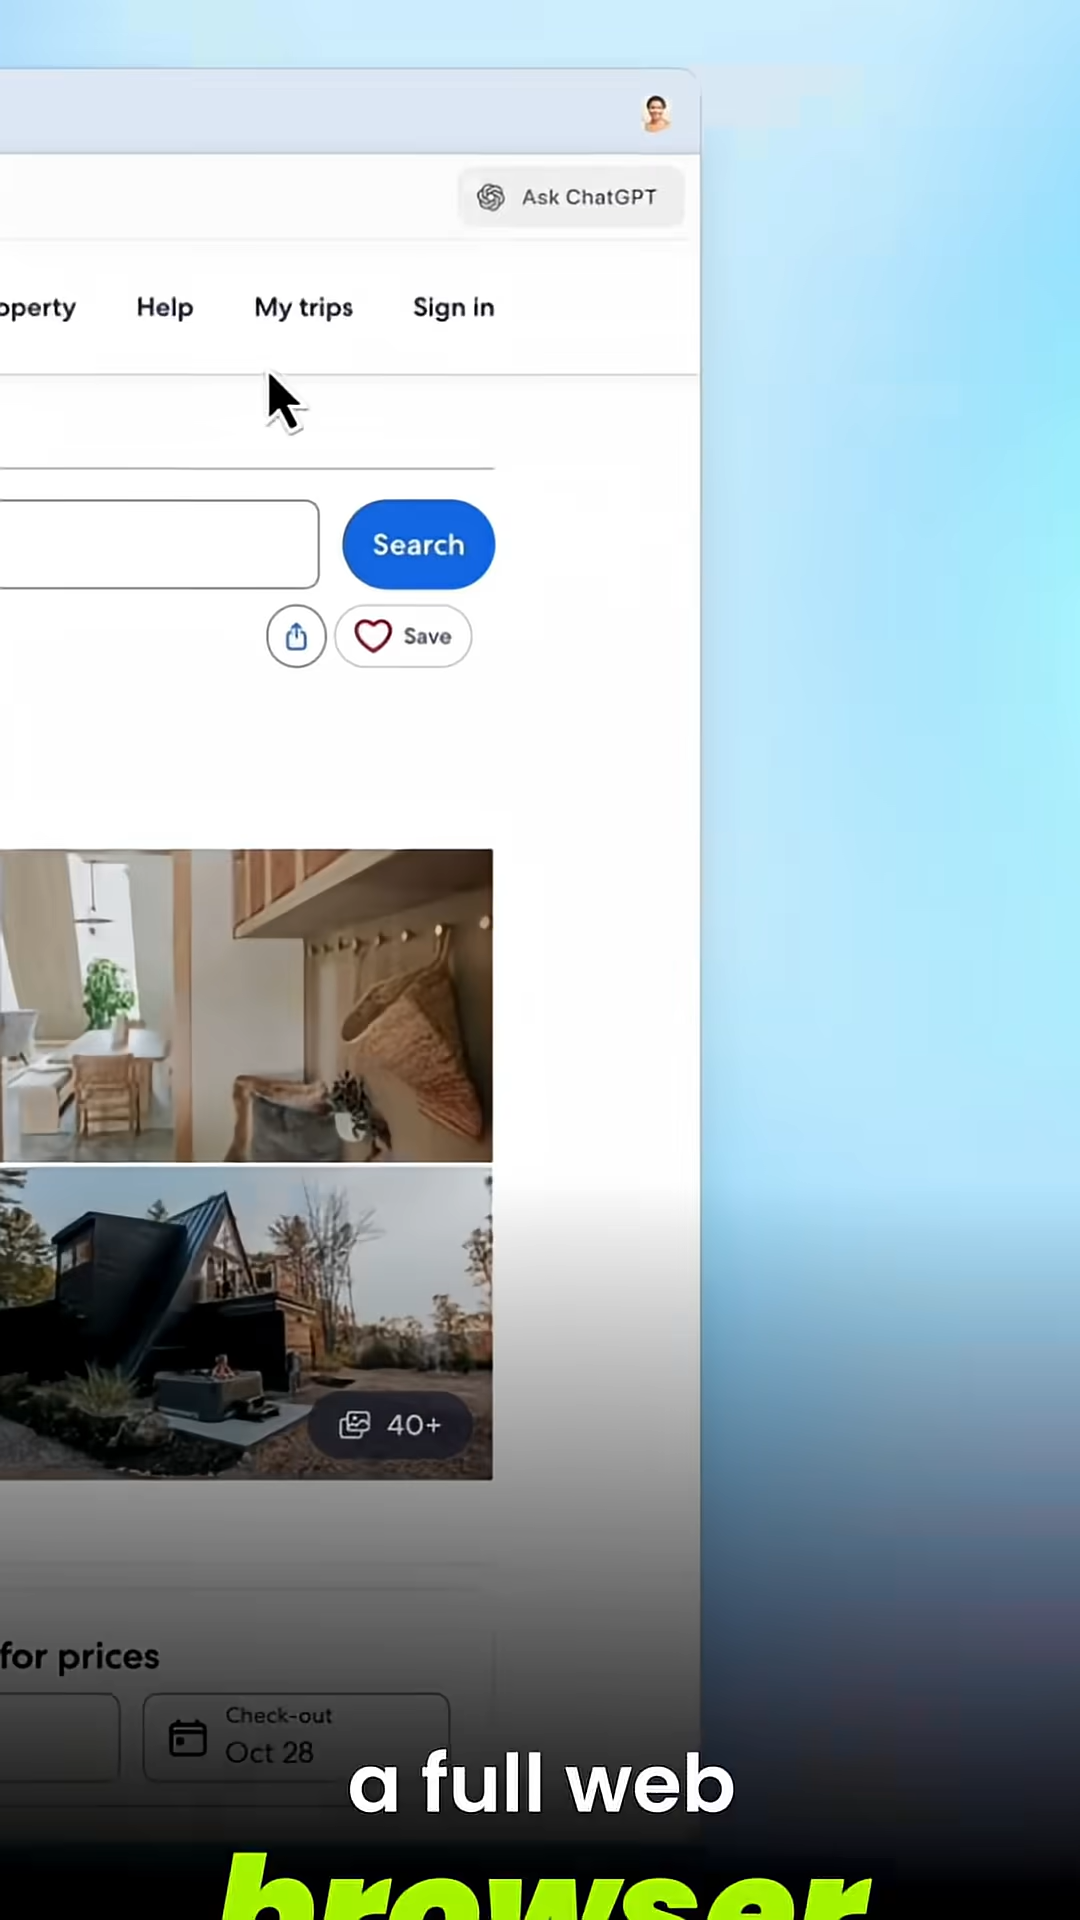 Ask ChatGPT
operty Help My trips Sign in
Search
Save
40+
for prices
Check-out
Oct 28
a full web
browser